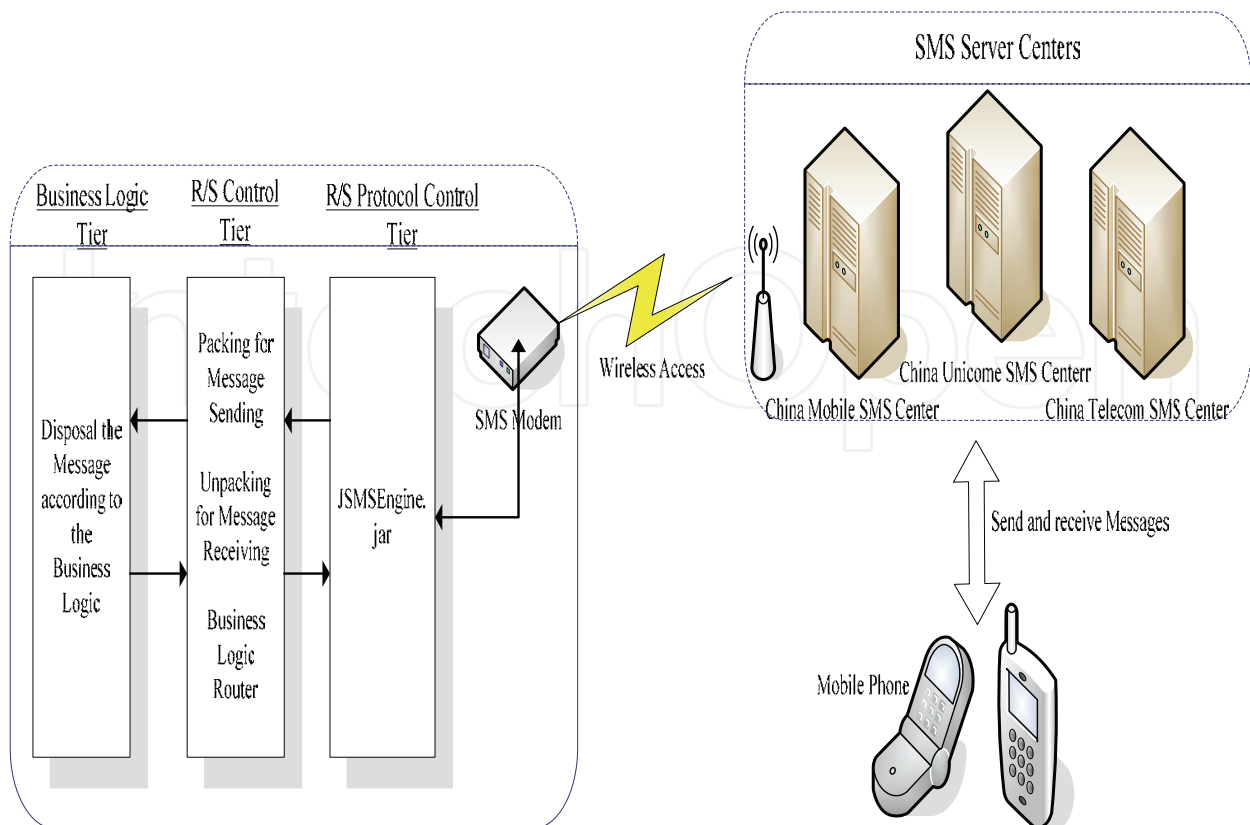 SMS Server Centers
Business Logic
Tier
R/S Control
Tier
R/S Protocol Control
Tier
Packing for
Message
Sending
Unpacking
for Message
Receiving
Business
Logic
Router
Disposal the
Message
according to
the
Business
Logic
JSMSEngine.
jar
SMS Modem
Wireless Access
China Unicome SMS Centerr
China Mobile SMS Center
China Telecom SMS Center
Send and receive Messages
Mobile Phone
IntechOpen